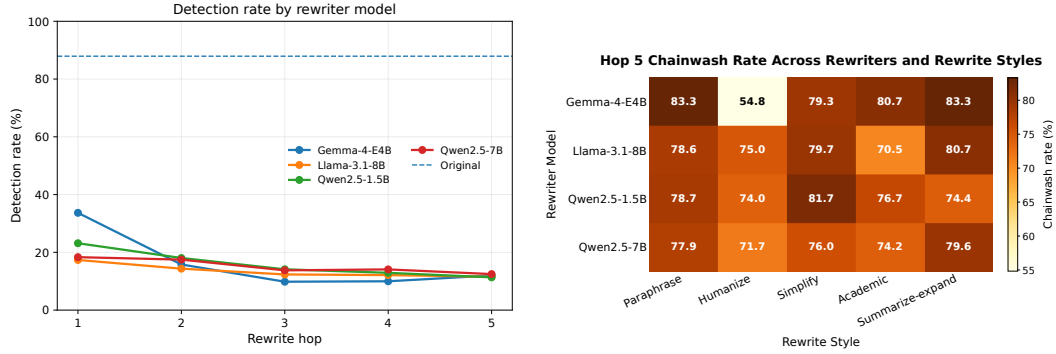 Detection rate by rewriter model
Detection rate (%)
100
80
60
40
20
0
Gemma-4-E4B
Llama-3.1-8B
Qwen2.5-1.5B
Qwen2.5-7B
Original
1 2 3 4 5
Rewrite hop
Hop 5 Chainwash Rate Across Rewriters and Rewrite Styles
Rewriter Model
Gemma-4-E4B 83.3 54.8 79.3 80.7 83.3
Llama-3.1-8B 78.6 75.0 79.7 70.5 80.7
Qwen2.5-1.5B 78.7 74.0 81.7 76.7 74.4
Qwen2.5-7B 77.9 71.7 76.0 74.2 79.6
Paraphrase Humanize Simplify Academic Summarize-expand
Rewrite Style
80
75
70
65
60
55
Chainwash rate (%)